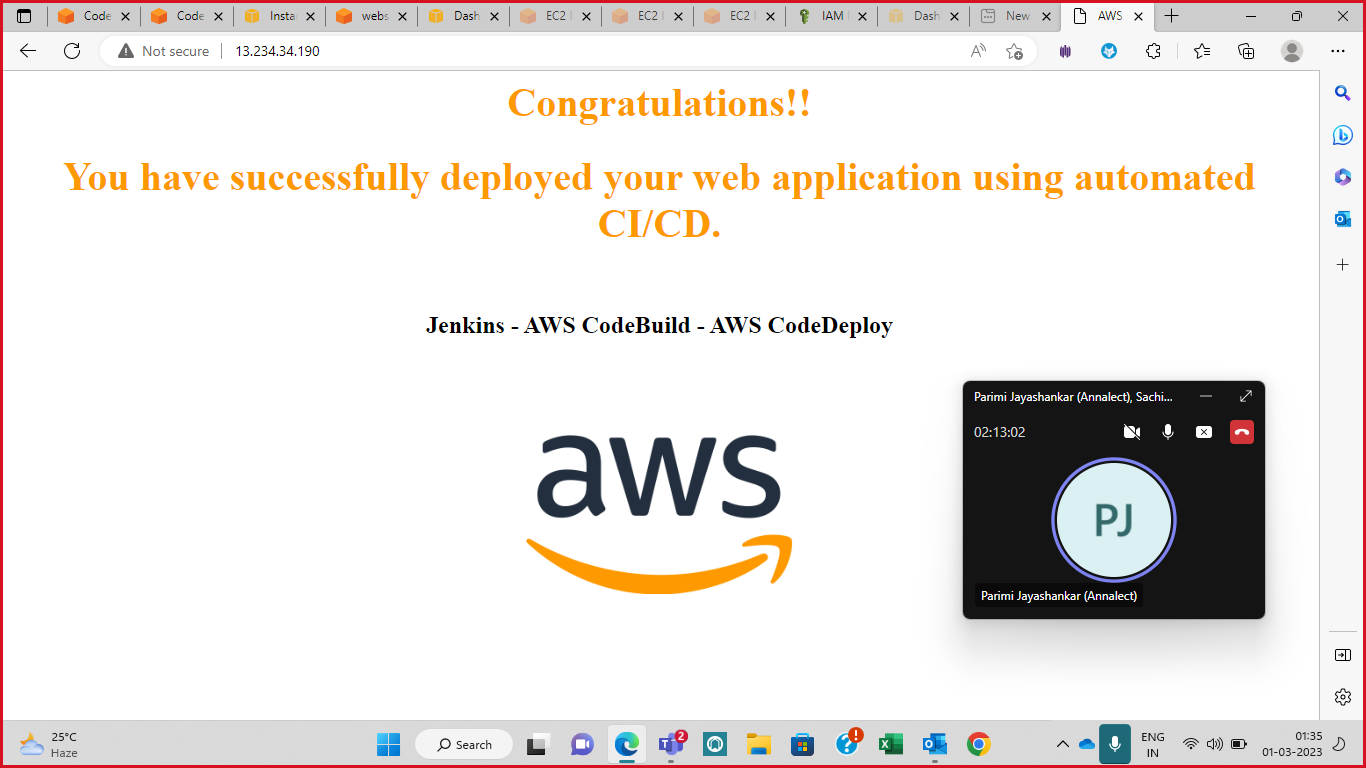 Code
Code
Insta
webs
Dash
EC2
EC2
EC2
IAM
Dash
New
AWS
Not secure
13.234.34.190
Congratulations!!
You have successfully deployed your web application using automated
CI/CD.
Jenkins - AWS CodeBuild - AWS CodeDeploy
aws
Parimi Jayashankar (Annalect), Sachi...
02:13:02
PJ
Parimi Jayashankar (Annalect)
25°C
Haze
Search
2
ENG
IN
01:35
01-03-2023